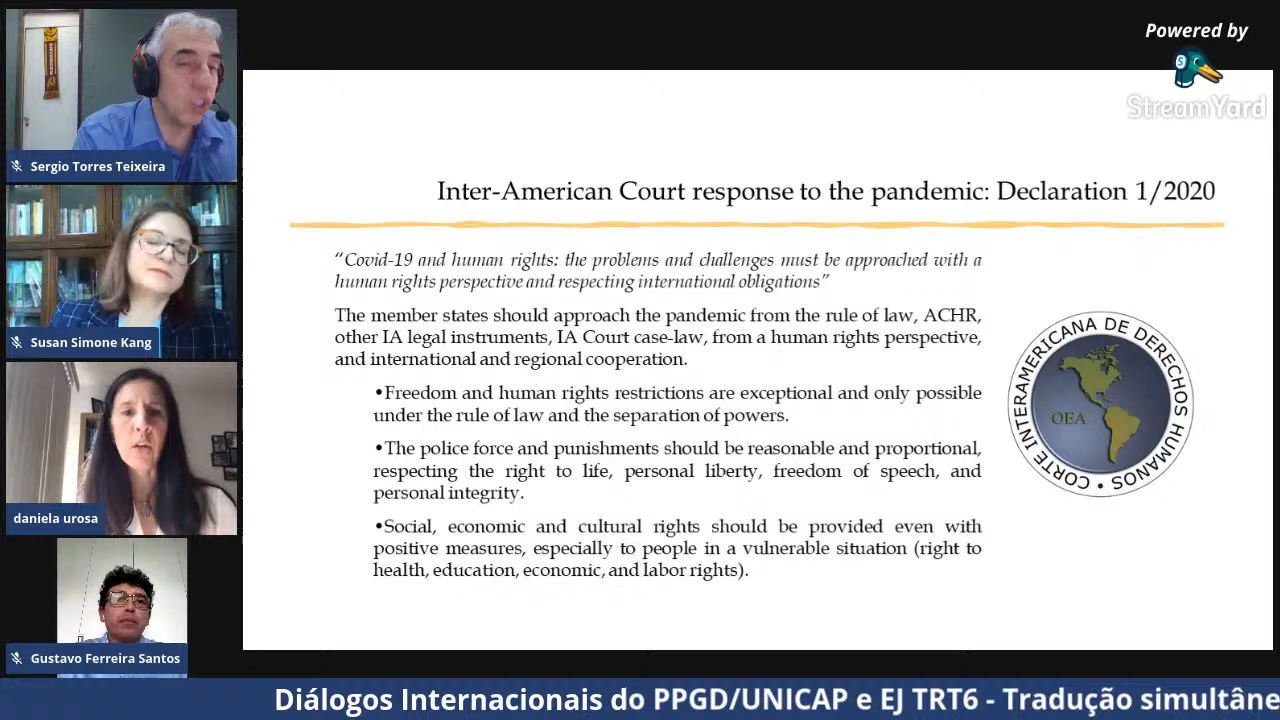 Powered by
StreamYard
Sergio Torres Teixeira
Susan Simone Kang
daniela urosa
Gustavo Ferreira Santos
Inter-American Court response to the pandemic: Declaration 1/2020
“Covid-19 and human rights: the problems and challenges must be approached with a
human rights perspective and respecting international obligations”
The member states should approach the pandemic from the rule of law, ACHR,
other IA legal instruments, IA Court case-law, from a human rights perspective,
and international and regional cooperation.
•Freedom and human rights restrictions are exceptional and only possible
under the rule of law and the separation of powers.
•The police force and punishments should be reasonable and proportional,
respecting the right to life, personal liberty, freedom of speech, and
personal integrity.
•Social, economic and cultural rights should be provided even with
positive measures, especially to people in a vulnerable situation (right to
health, education, economic, and labor rights).
CORTE INTERAMERICANA DE DERECHOS HUMANOS •
OEA
Diálogos Internacionais do PPGD/UNICAP e EJ TRT6 - Tradução simultâne